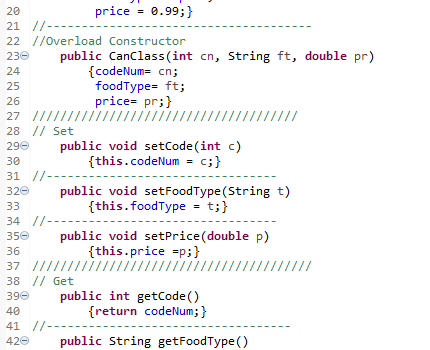 20 price = 0.99;}
21 //--------------------------------------
22 //Overload Constructor
23 public CanClass(int cn, String ft, double pr)
24 {codeNum= cn;
25 foodType= ft;
26 price= pr;}
27 //////////////////////////////////////
28 // Set
29 public void setCode(int c)
30 {this.codeNum = c;}
31 //---------------------------------
32 public void setFoodType(String t)
33 {this.foodType = t;}
34 //---------------------------------
35 public void setPrice(double p)
36 {this.price =p;}
37 ////////////////////////////////////////
38 // Get
39 public int getCode()
40 {return codeNum;}
41 //-----------------------------------
42 public String getFoodType()